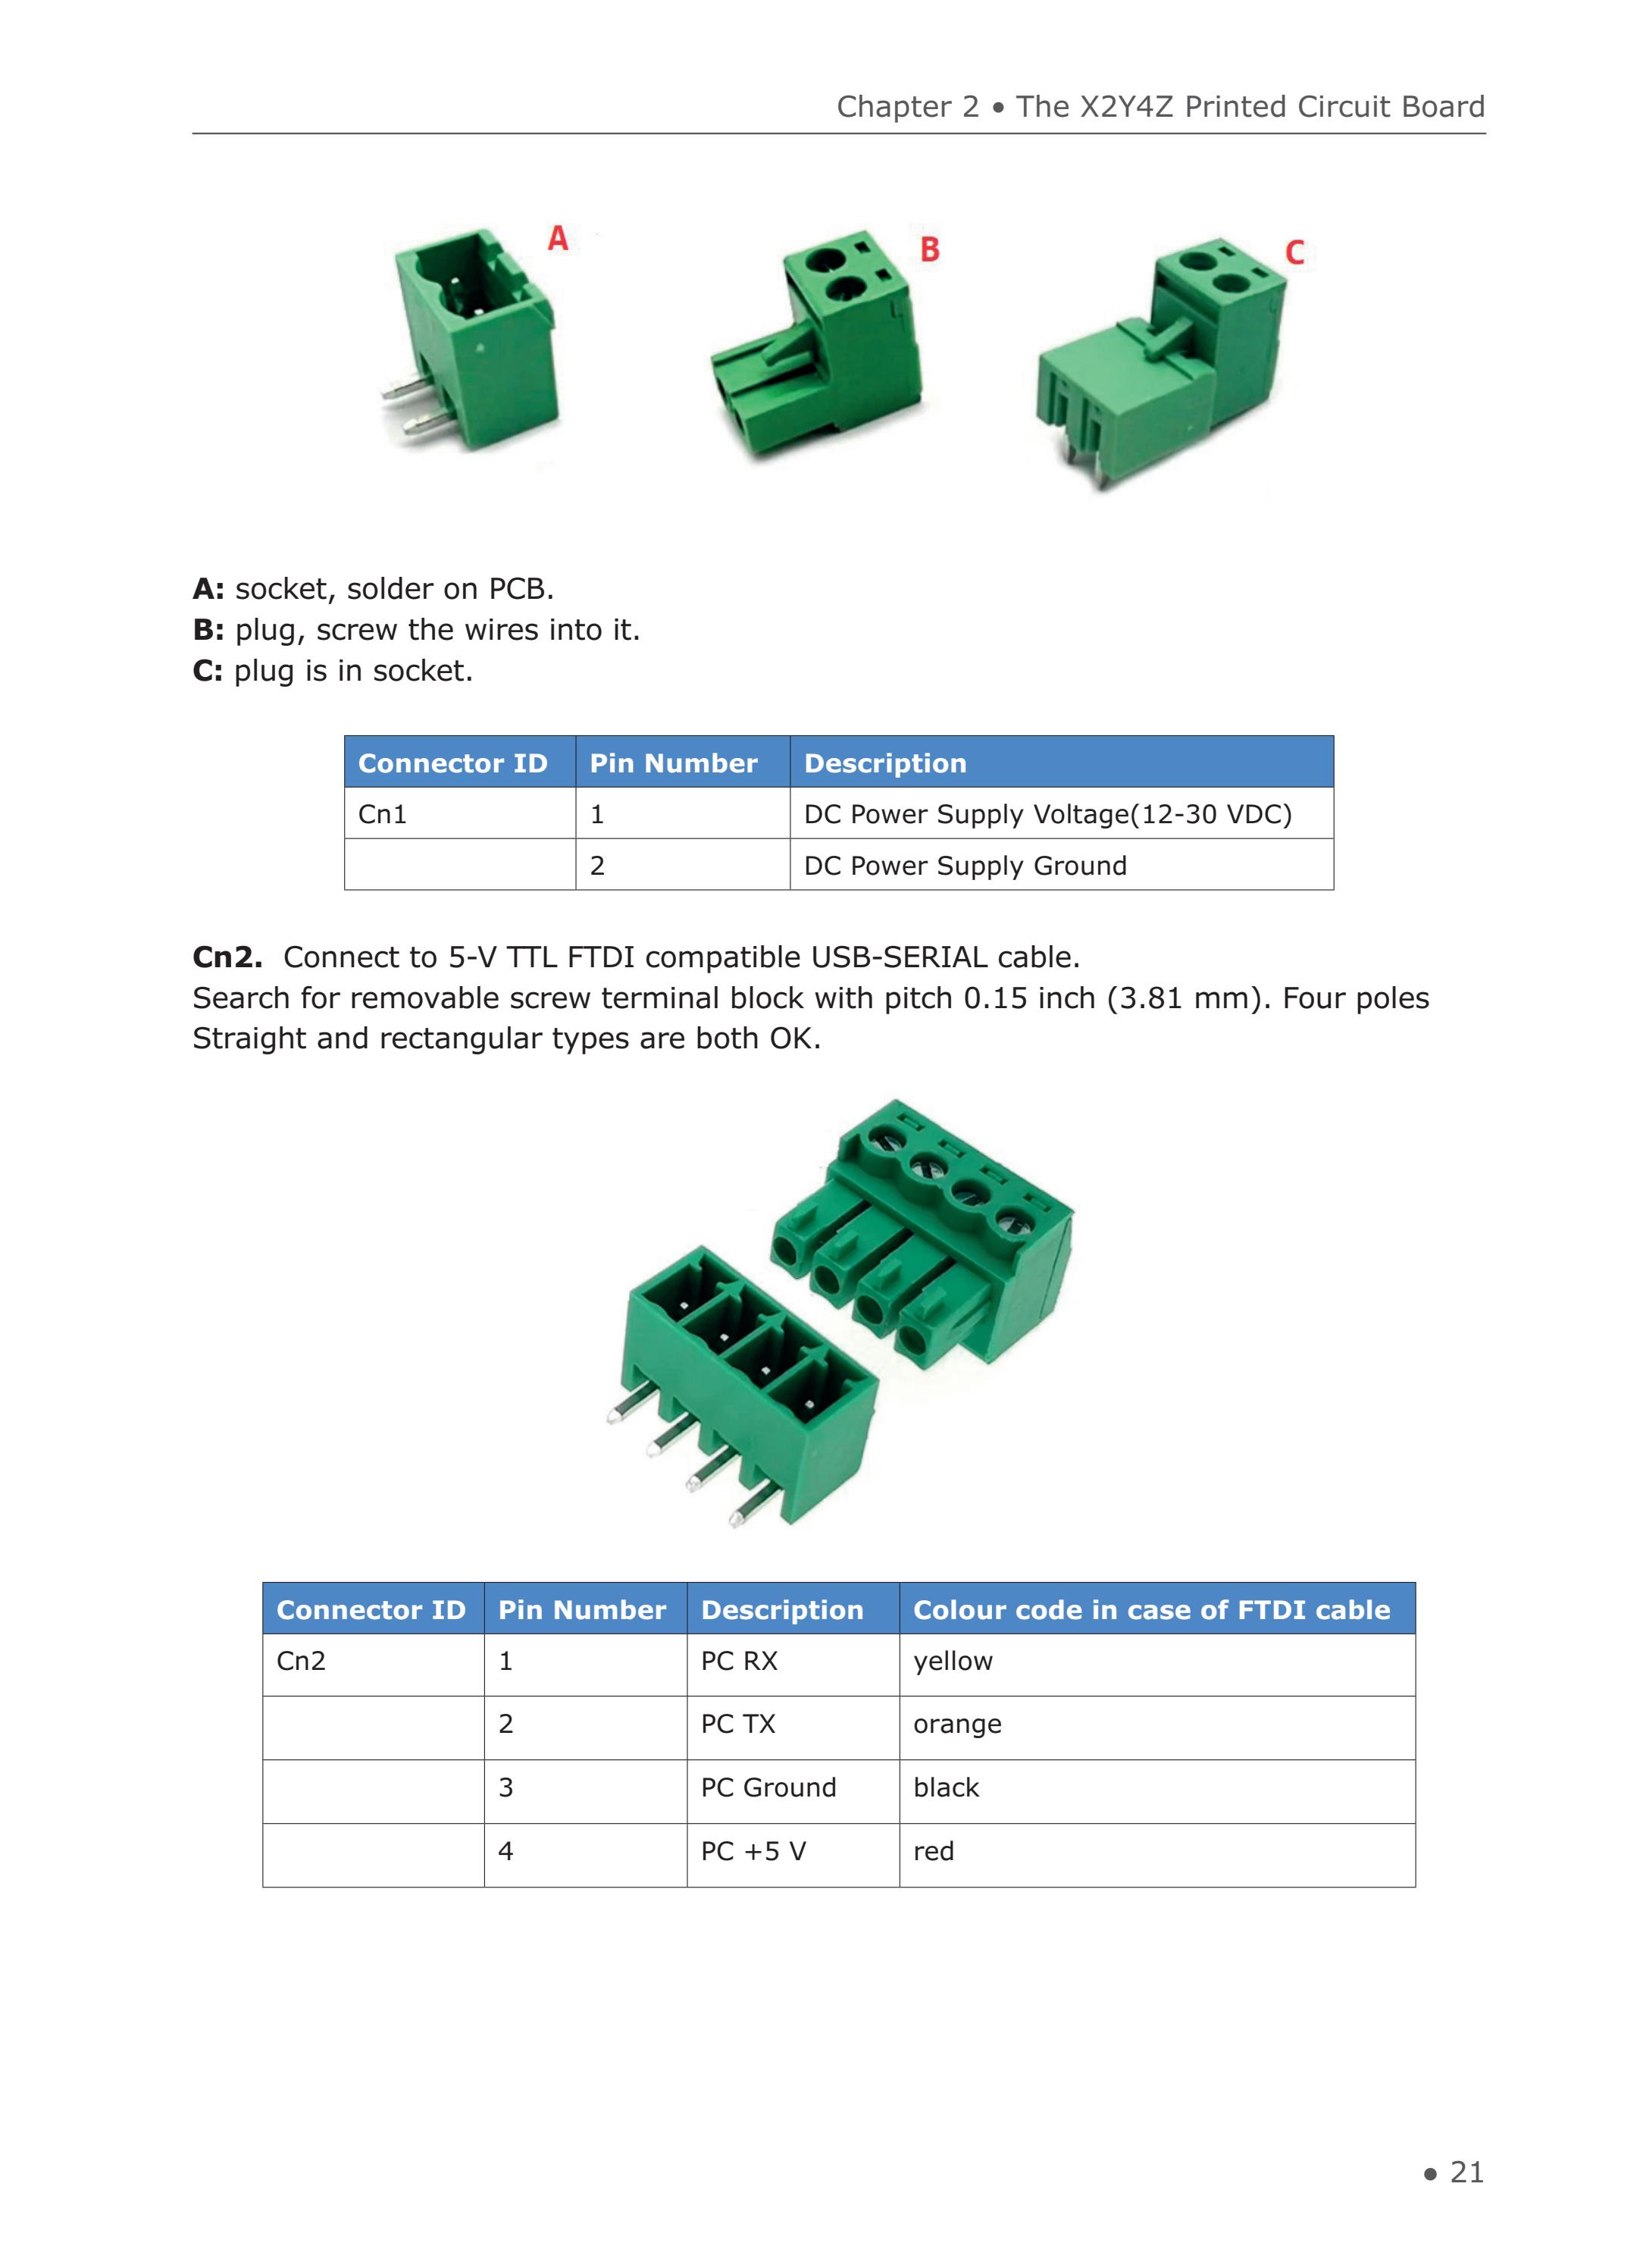 Chapter 2 • The X2Y4Z Printed Circuit Board
A
B
C
A: socket, solder on PCB.
B: plug, screw the wires into it.
C: plug is in socket.
Connector ID Pin Number Description
Cn1 1 DC Power Supply Voltage(12-30 VDC)
2 DC Power Supply Ground
Cn2. Connect to 5-V TTL FTDI compatible USB-SERIAL cable.
Search for removable screw terminal block with pitch 0.15 inch (3.81 mm). Four poles
Straight and rectangular types are both OK.
Connector ID Pin Number Description Colour code in case of FTDI cable
Cn2 1 PC RX yellow
2 PC TX orange
3 PC Ground black
4 PC +5 V red
• 21